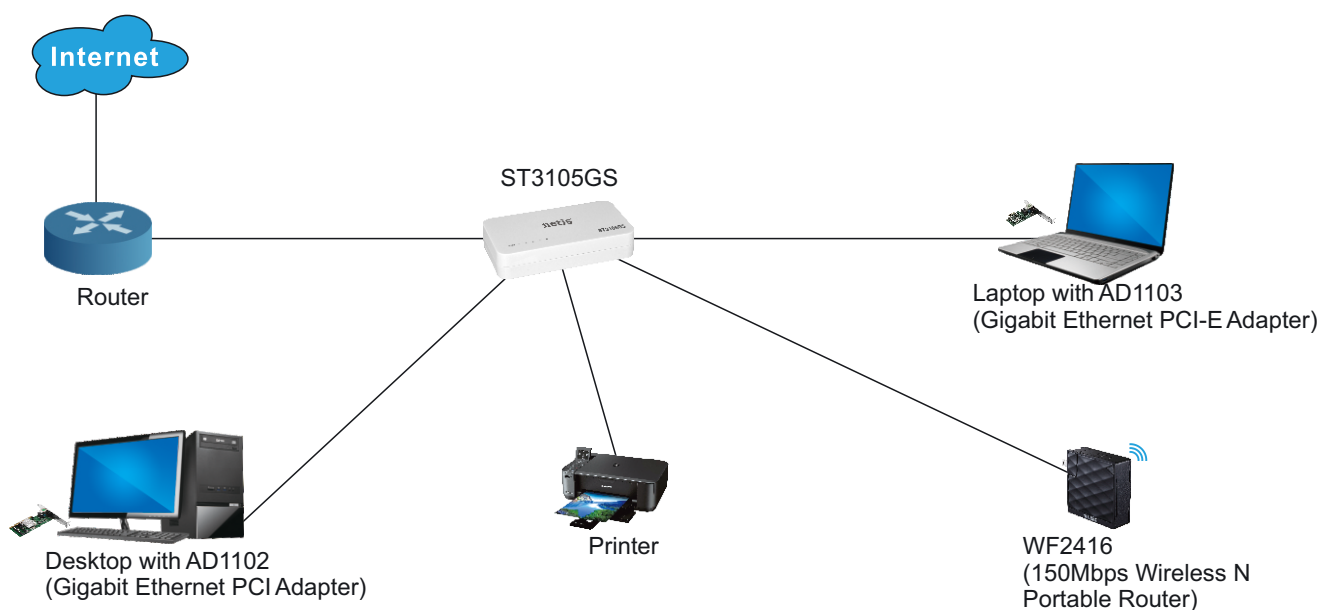 Internet
ST3105GS
netis
Router
Laptop with AD1103
(Gigabit Ethernet PCI-E Adapter)
Desktop with AD1102
(Gigabit Ethernet PCI Adapter)
Printer
WF2416
(150Mbps Wireless N
Portable Router)